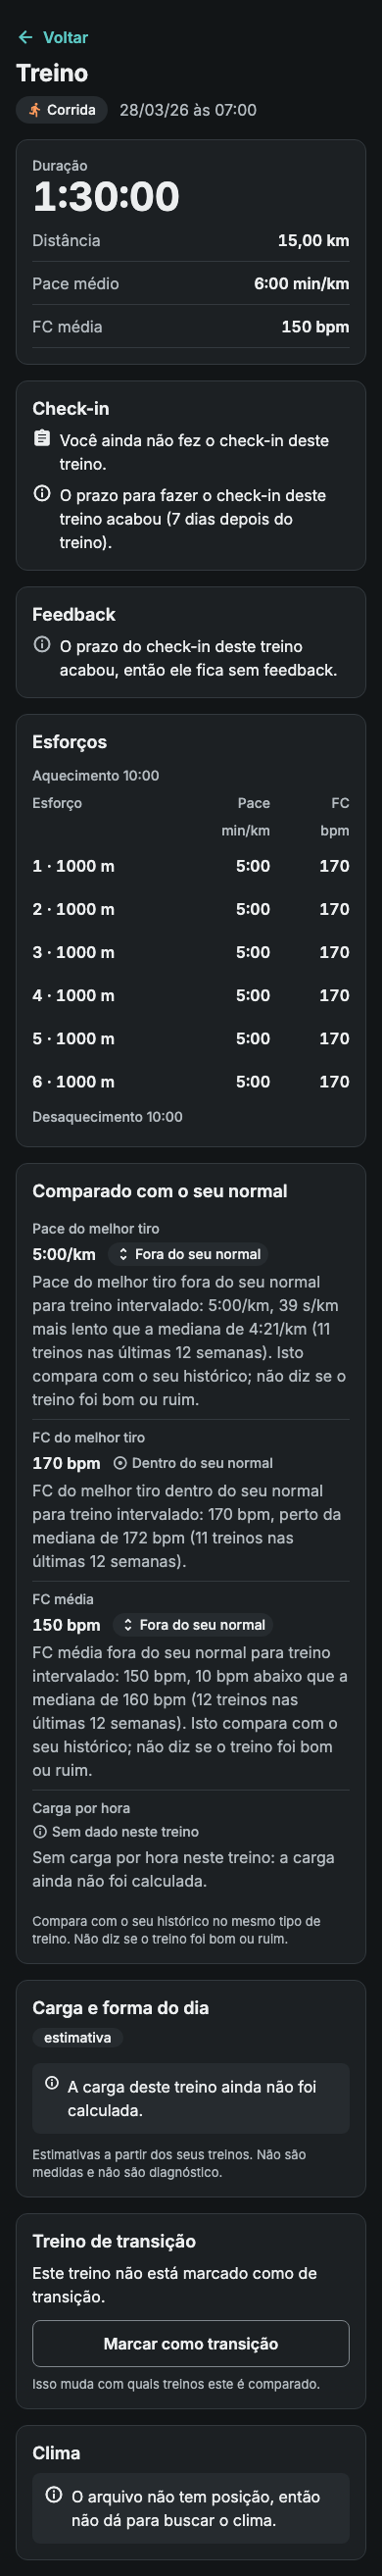 Voltar
Treino
Corrida 28/03/26 às 07:00
Duração
1:30:00
Distância 15,00 km
Pace médio 6:00 min/km
FC média 150 bpm
Check-in
Você ainda não fez o check-in deste
treino.
O prazo para fazer o check-in deste
treino acabou (7 dias depois do
treino).
Feedback
O prazo do check-in deste treino
acabou, então ele fica sem feedback.
Esforços
Aquecimento 10:00
Esforço Pace FC
min/km bpm
1 · 1000 m 5:00 170
2 · 1000 m 5:00 170
3 · 1000 m 5:00 170
4 · 1000 m 5:00 170
5 · 1000 m 5:00 170
6 · 1000 m 5:00 170
Desaquecimento 10:00
Comparado com o seu normal
Pace do melhor tiro
5:00/km Fora do seu normal
Pace do melhor tiro fora do seu normal
para treino intervalado: 5:00/km, 39 s/km
mais lento que a mediana de 4:21/km (11
treinos nas últimas 12 semanas). Isto
compara com o seu histórico; não diz se o
treino foi bom ou ruim.
FC do melhor tiro
170 bpm Dentro do seu normal
FC do melhor tiro dentro do seu normal
para treino intervalado: 170 bpm, perto da
mediana de 172 bpm (11 treinos nas
últimas 12 semanas).
FC média
150 bpm Fora do seu normal
FC média fora do seu normal para treino
intervalado: 150 bpm, 10 bpm abaixo que a
mediana de 160 bpm (12 treinos nas
últimas 12 semanas). Isto compara com o
seu histórico; não diz se o treino foi bom
ou ruim.
Carga por hora
Sem dado neste treino
Sem carga por hora neste treino: a carga
ainda não foi calculada.
Compara com o seu histórico no mesmo tipo de
treino. Não diz se o treino foi bom ou ruim.
Carga e forma do dia
estimativa
A carga deste treino ainda não foi
calculada.
Estimativas a partir dos seus treinos. Não são
medidas e não são diagnóstico.
Treino de transição
Este treino não está marcado como de
transição.
Marcar como transição
Isso muda com quais treinos este é comparado.
Clima
O arquivo não tem posição, então
não dá para buscar o clima.